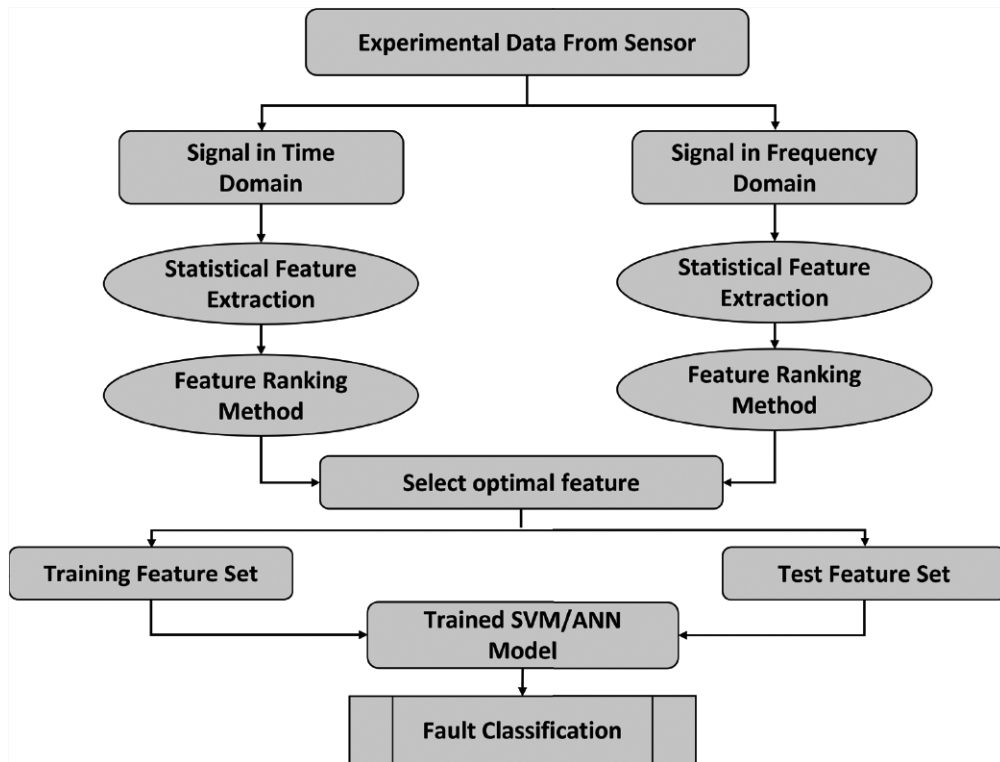 Experimental Data From Sensor
Signal in Time
Domain
Signal in Frequency
Domain
Statistical Feature
Extraction
Statistical Feature
Extraction
Feature Ranking
Method
Feature Ranking
Method
Select optimal feature
Training Feature Set
Test Feature Set
Trained SVM/ANN
Model
Fault Classification